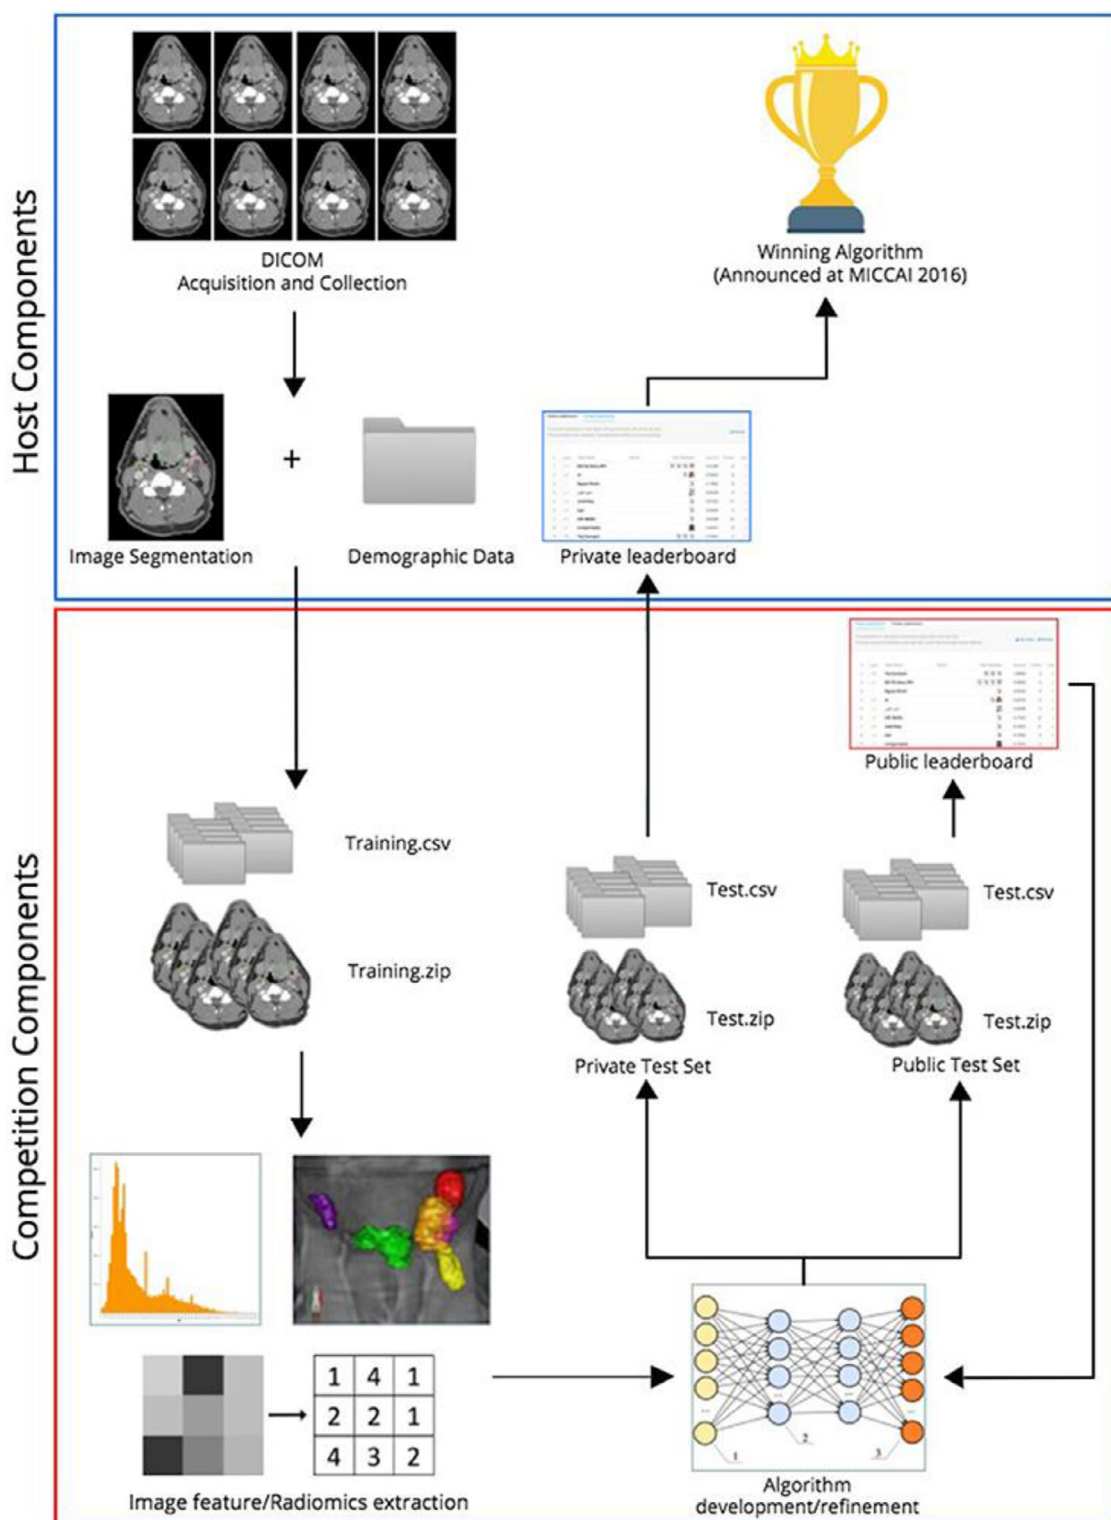 Host Components
DICOM
Acquisition and Collection
Winning Algorithm
(Announced at MICCAI 2016)
+
Image Segmentation
Demographic Data
Private leaderboard
Competition Components
Public leaderboard
Training.csv
Training.zip
Test.csv
Test.zip
Private Test Set
Test.csv
Test.zip
Public Test Set
1 4 1
2 2 1
4 3 2
Image feature/Radiomics extraction
1
2
3
Algorithm
development/refinement